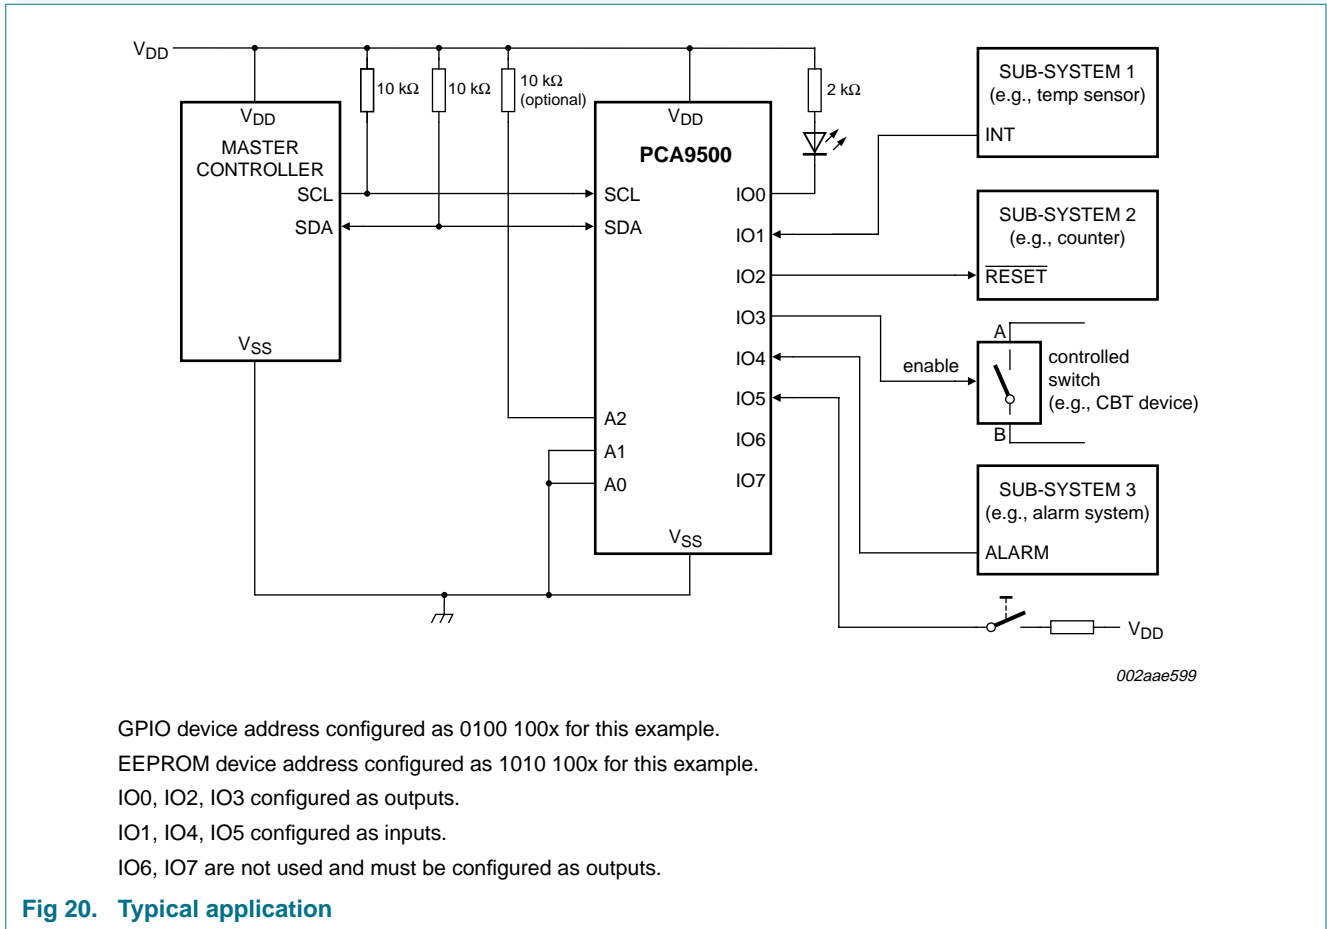 VDD
10 kΩ
10 kΩ
10 kΩ
(optional)
2 kΩ
VDD
MASTER
CONTROLLER
SCL
SDA
VSS
VDD
PCA9500
SCL
SDA
A2
A1
A0
IO0
IO1
IO2
IO3
IO4
IO5
IO6
IO7
VSS
SUB-SYSTEM 1
(e.g., temp sensor)
INT
SUB-SYSTEM 2
(e.g., counter)
RESET
A
enable
controlled
switch
(e.g., CBT device)
B
SUB-SYSTEM 3
(e.g., alarm system)
ALARM
VDD
002aae599
GPIO device address configured as 0100 100x for this example.
EEPROM device address configured as 1010 100x for this example.
IO0, IO2, IO3 configured as outputs.
IO1, IO4, IO5 configured as inputs.
IO6, IO7 are not used and must be configured as outputs.
Fig 20. Typical application